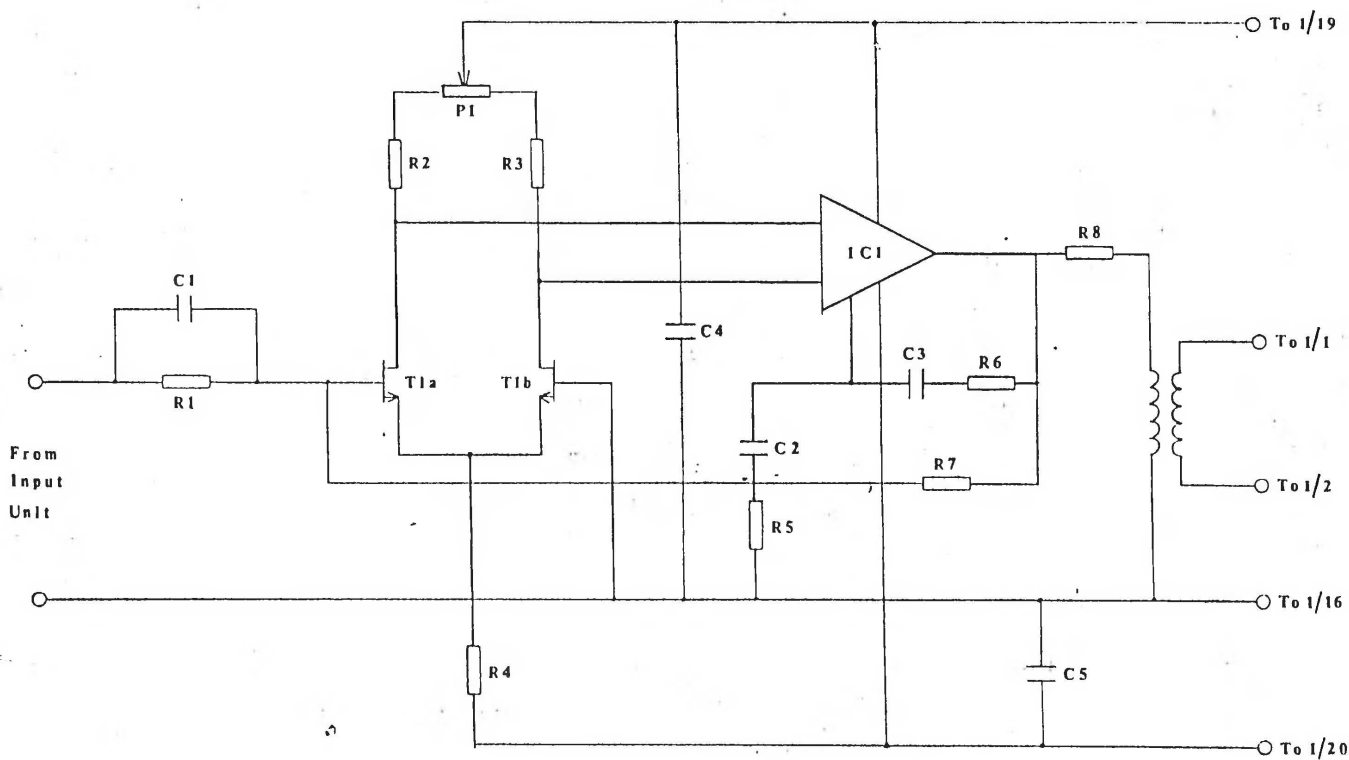 To 1/19
P1
R2
R3
IC1
R8
C1
C4
To 1/1
R1
T1a
T1b
C3
R6
C2
R7
From
Input
Unit
To 1/2
R5
To 1/16
R4
C5
To 1/20